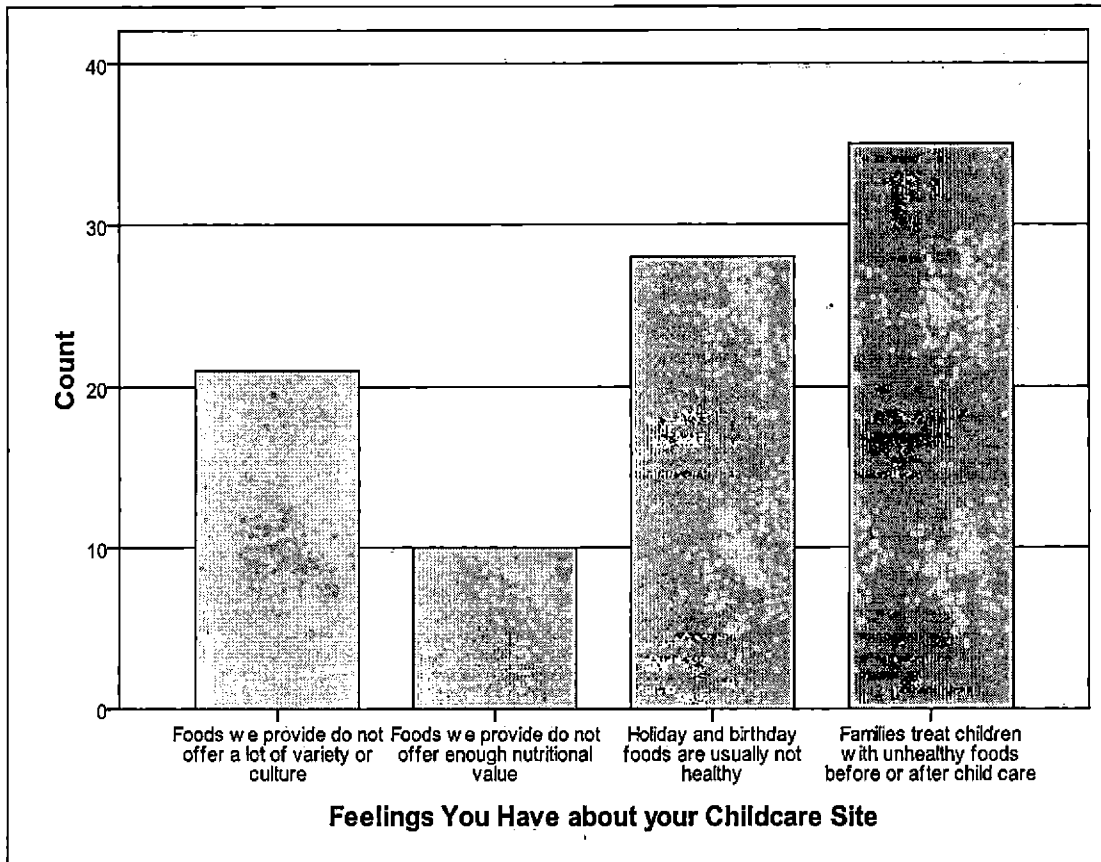 40
30
Count
20
10
0
Foods we provide do not
offer a lot of variety or
culture
Foods we provide do not
offer enough nutritional
value
Holiday and birthday
foods are usually not
healthy
Families treat children
with unhealthy foods
before or after child care
Feelings You Have about your Childcare Site